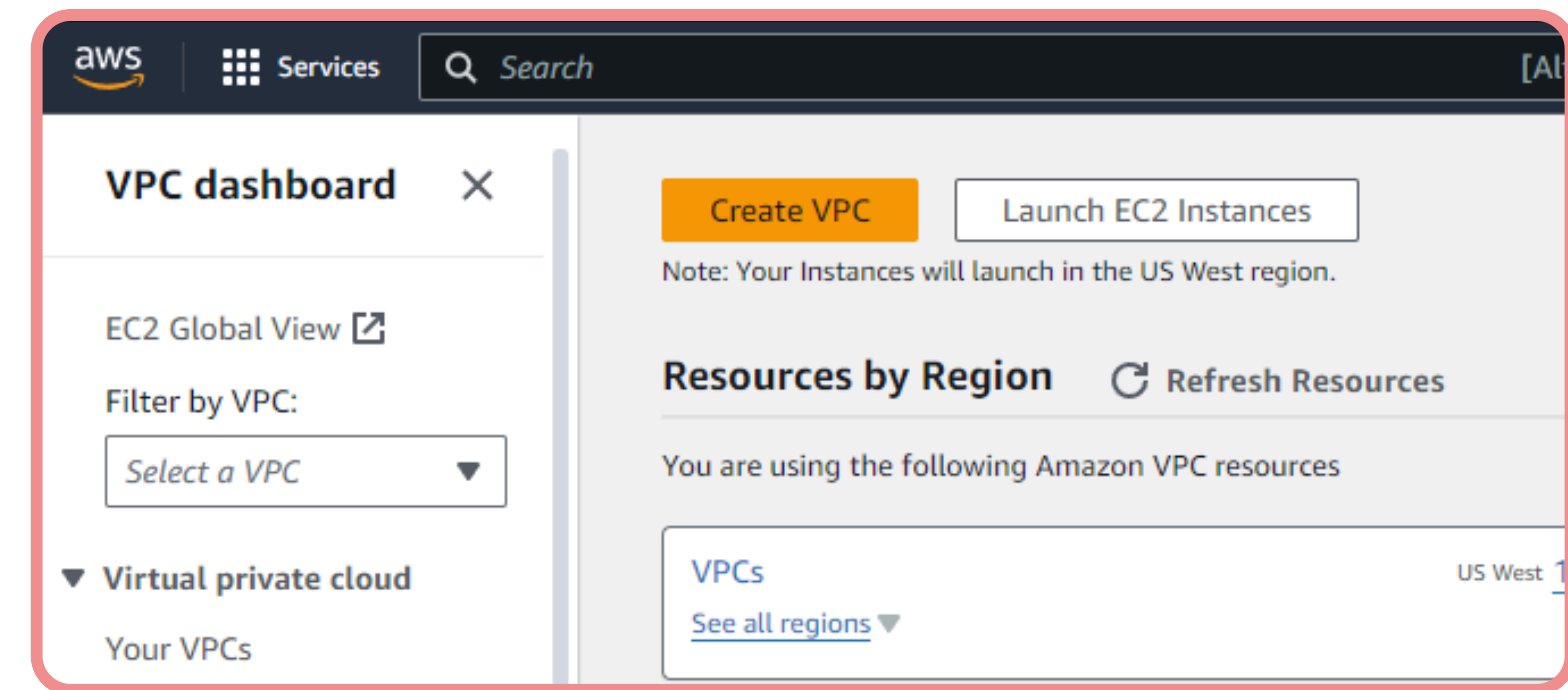 aws Services Search [Al
VPC dashboard
EC2 Global View
Filter by VPC:
Select a VPC
Virtual private cloud
Your VPCs
Create VPC Launch EC2 Instances
Note: Your Instances will launch in the US West region.
Resources by Region Refresh Resources
You are using the following Amazon VPC resources
VPCs US West 1
See all regions